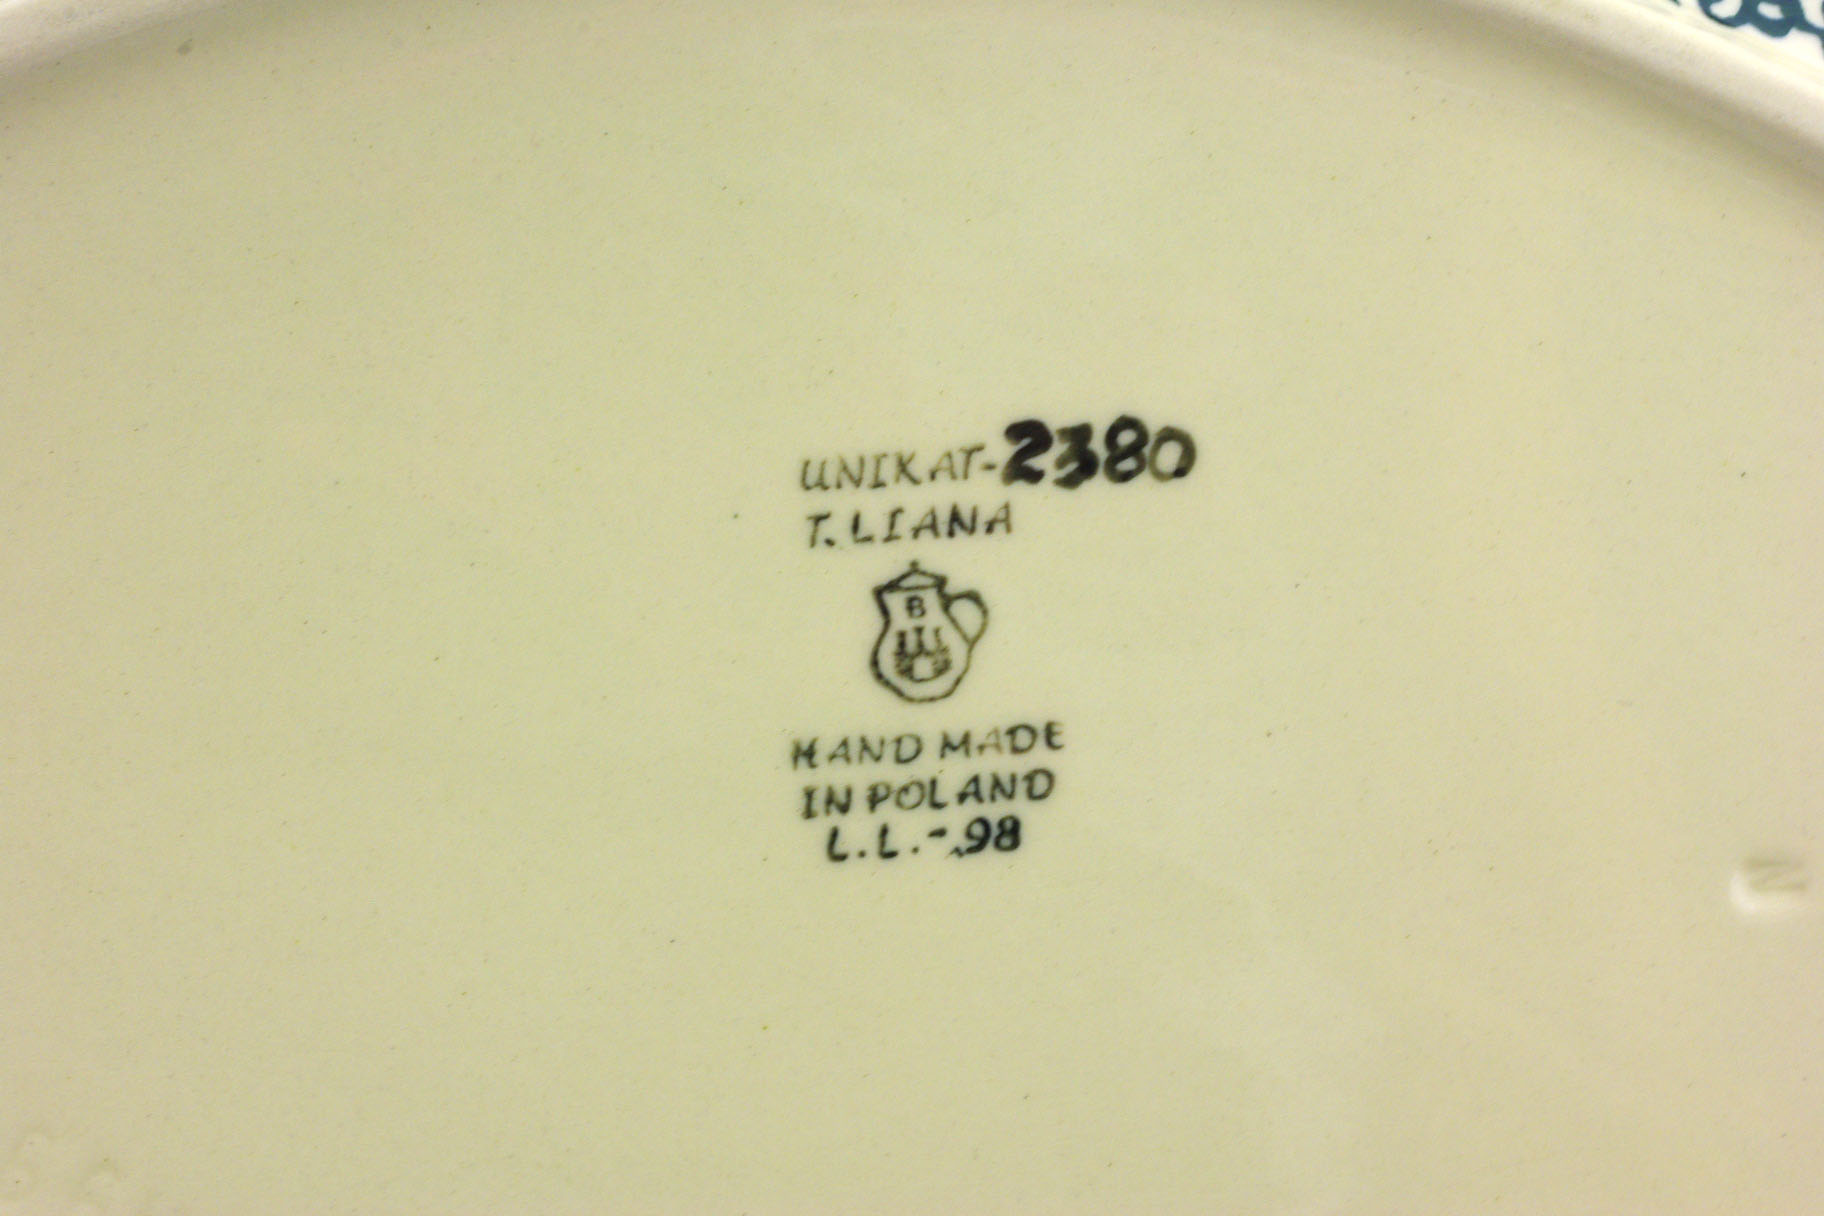 UNIKAT-2380
T. LIANA
B
HAND MADE
IN POLAND
L.L.-98